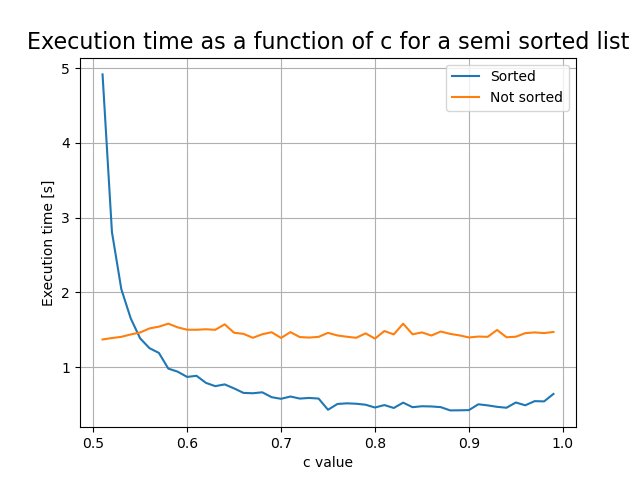 Execution time as a function of c for a semi sorted list
Sorted
Not sorted
Execution time [s]
5
4
3
2
1
0.5 0.6 0.7 0.8 0.9 1.0
c value